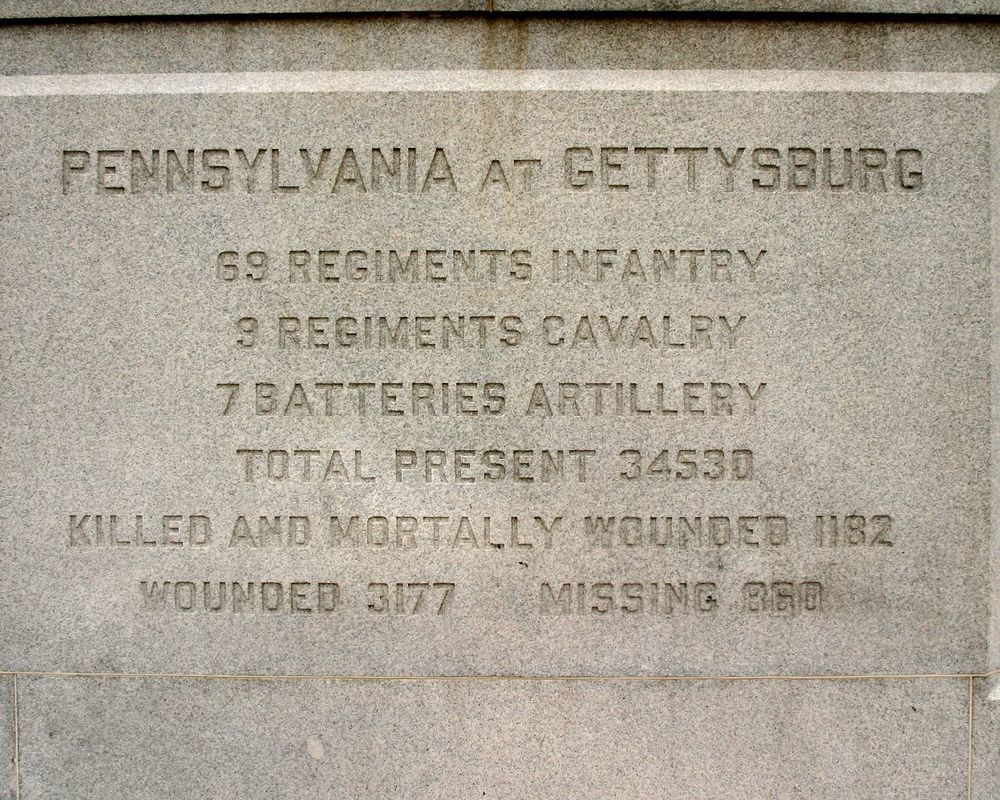 PENNSYLVANIA AT GETTYSBURG
69 REGIMENTS INFANTRY
9 REGIMENTS CAVALRY
7 BATTERIES ARTILLERY
TOTAL PRESENT 34530
KILLED AND MORTALLY WOUNDED 1182
WOUNDED 3177 MISSING 860